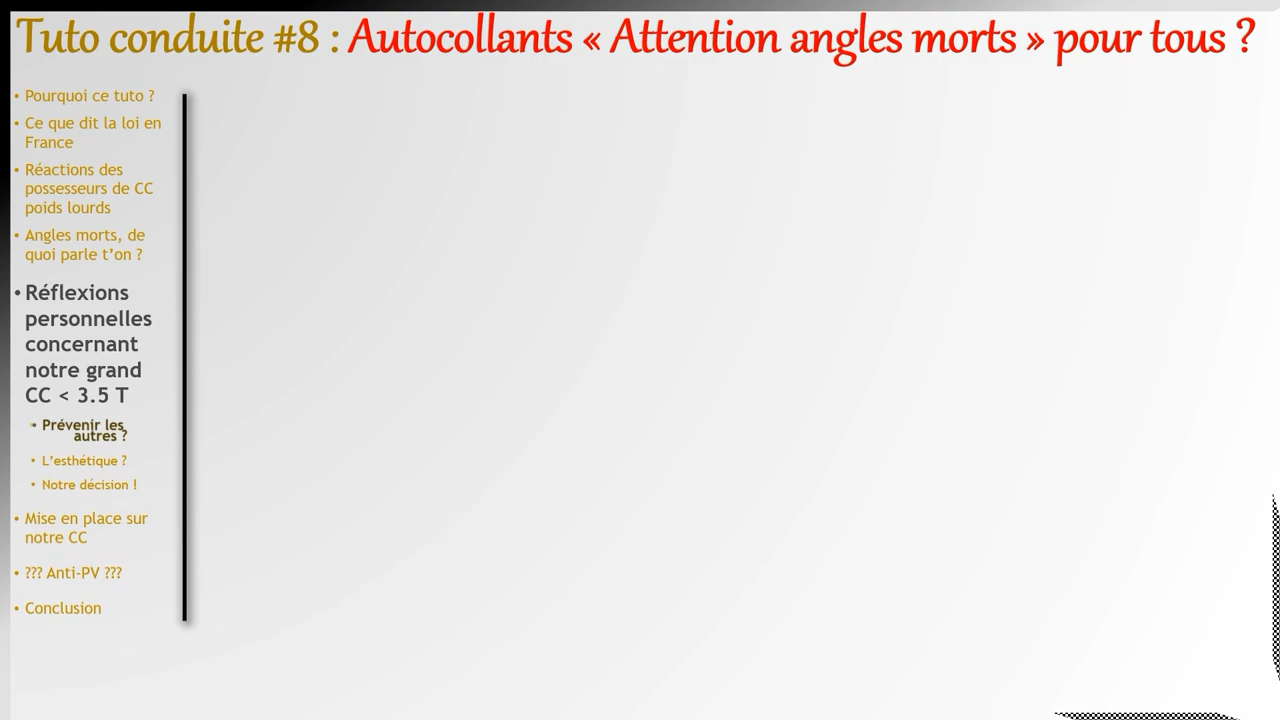 Tuto conduite #8 : Autocollants « Attention angles morts » pour tous ?
• Pourquoi ce tuto ?
• Ce que dit la loi en
France
• Réactions des
possesseurs de CC
poids lourds
• Angles morts, de
quoi parle t’on ?
• Réflexions
personnelles
concernant
notre grand
CC < 3.5 T
• Prévenir les
autres ?
• L’esthétique ?
• Notre décision !
• Mise en place sur
notre CC
• ??? Anti-PV ???
• Conclusion